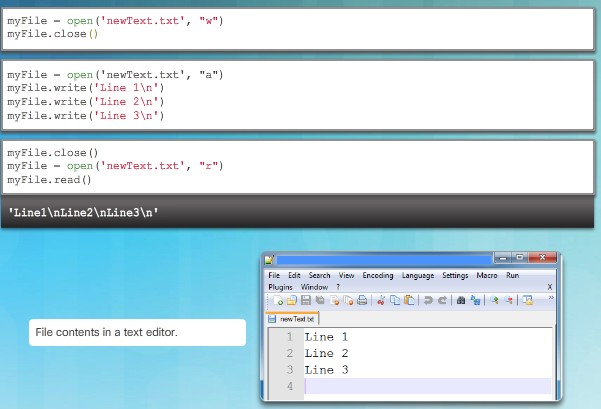 myFile = open('newText.txt', "w")
myFile.close()
myFile = open('newText.txt', "a")
myFile.write('Line 1\n')
myFile.write('Line 2\n')
myFile.write('Line 3\n')
myFile.close()
myFile = open('newText.txt', "r")
myFile.read()
'Line1\nLine2\nLine3\n'
File Edit Search View Encoding Language Settings Macro Run
Plugins Window ? X
newText.txt
1 Line 1
2 Line 2
3 Line 3
4
File contents in a text editor.